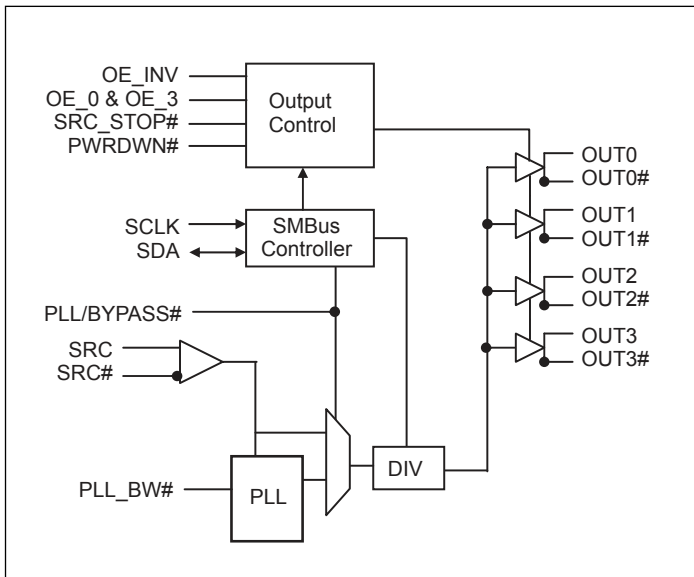 OE_INV
OE_0 & OE_3
SRC_STOP#
PWRDWN#
Output
Control
SCLK
SDA
SMBus
Controller
PLL/BYPASS#
SRC
SRC#
PLL_BW#
PLL
DIV
OUT0
OUT0#
OUT1
OUT1#
OUT2
OUT2#
OUT3
OUT3#